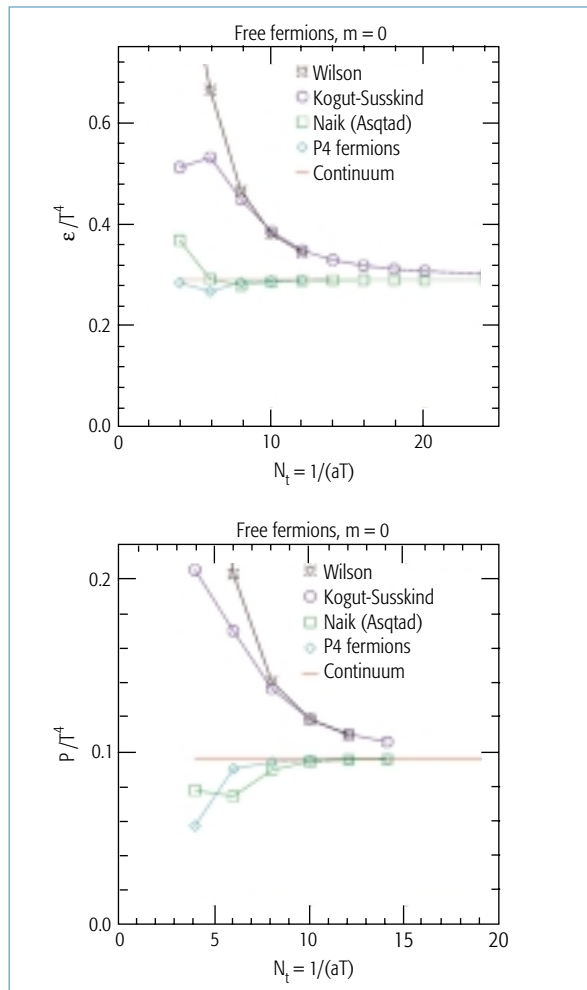 Free fermions, m = 0
Wilson
Kogut-Susskind
Naik (Asqtad)
P4 fermions
Continuum
0.6
0.4
0.2
0.0
ε/T⁴
0 10 20
Nₜ = 1/(aT)
Free fermions, m = 0
Wilson
Kogut-Susskind
Naik (Asqtad)
P4 fermions
Continuum
0.2
0.1
0.0
P/T⁴
0 5 10 15 20
Nₜ = 1/(aT)